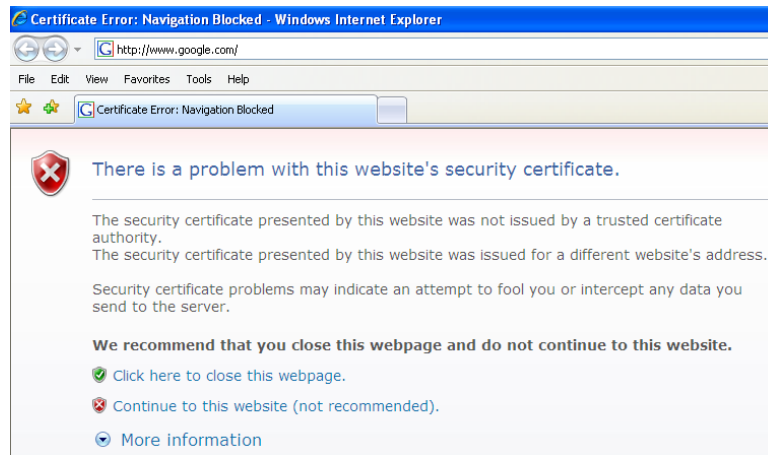 Certificate Error: Navigation Blocked - Windows Internet Explorer
http://www.google.com/
File Edit View Favorites Tools Help
Certificate Error: Navigation Blocked
There is a problem with this website's security certificate.
The security certificate presented by this website was not issued by a trusted certificate
authority.
The security certificate presented by this website was issued for a different website's address.
Security certificate problems may indicate an attempt to fool you or intercept any data you
send to the server.
We recommend that you close this webpage and do not continue to this website.
Click here to close this webpage.
Continue to this website (not recommended).
More information